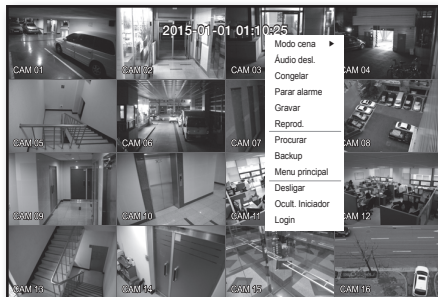 2015-01-01 01:10:25
CAM 01
CAM 02
CAM 03
CAM 04
Modo cena
Áudio desl.
Congelar
Parar alarme
Gravar
Reprod.
Procurar
Backup
Menu principal
Desligar
Ocult. Iniciador
Login
CAM 05
CAM 06
CAM 07
CAM 08
CAM 09
CAM 10
CAM 11
CAM 12
CAM 13
CAM 14
CAM 15
CAM 16